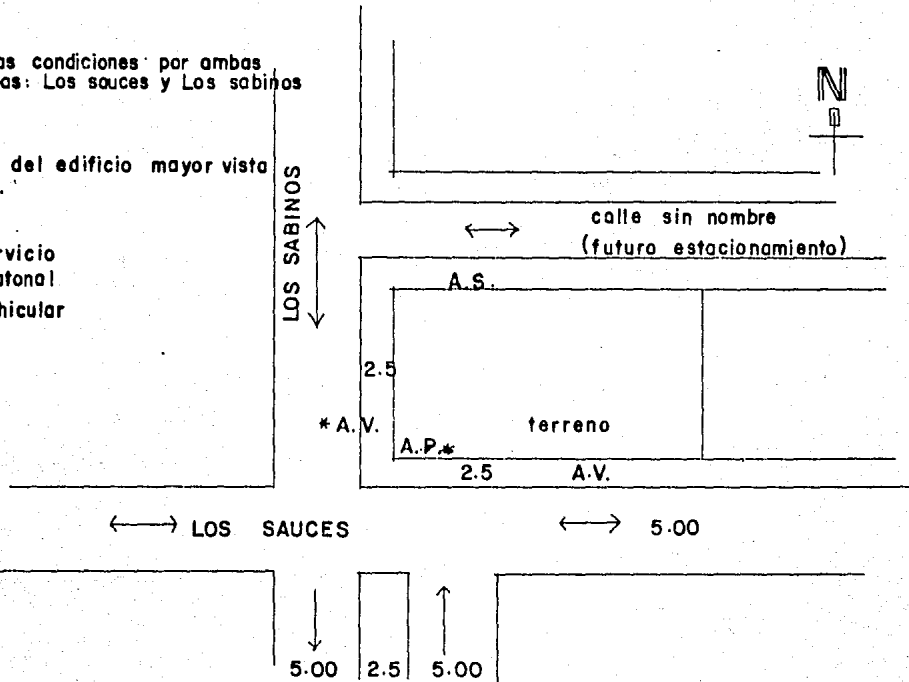 as condiciones por ambas
as: Los sauces y Los sabinos
N
del edificio mayor vista
LOS SABINOS
calle sin nombre
(futuro estacionamiento)
rvicio
atonal
hicular
A.S.
2.5
* A.V.
terreno
A.P.*
2.5
A.V.
LOS SAUCES
5.00
5.00
2.5
5.00